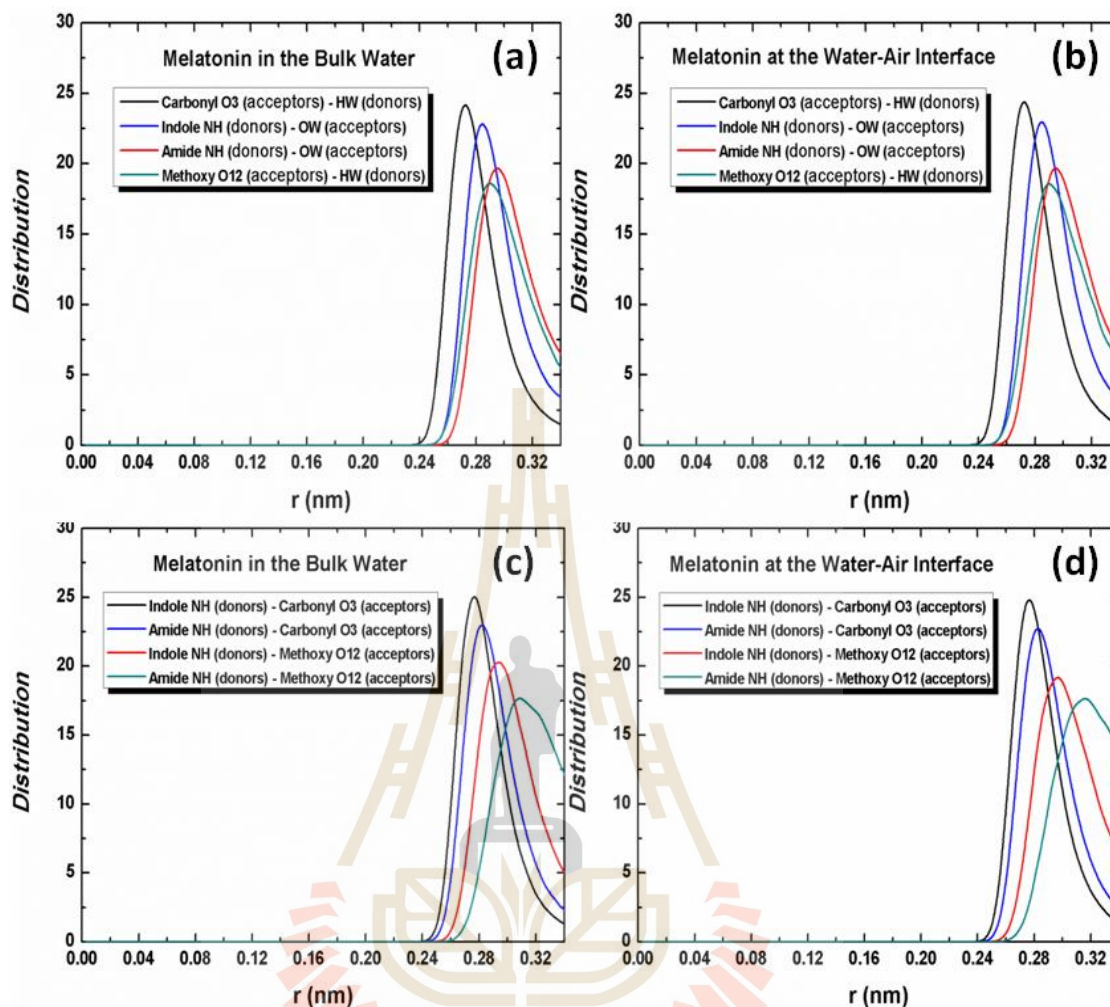 Melatonin in the Bulk Water
(a)
Carbonyl O3 (acceptors) - HW (donors)
Indole NH (donors) - OW (acceptors)
Amide NH (donors) - OW (acceptors)
Methoxy O12 (acceptors) - HW (donors)
Distribution
30
25
20
15
10
5
0
0.00 0.04 0.08 0.12 0.16 0.20 0.24 0.28 0.32
r (nm)
Melatonin at the Water-Air Interface
(b)
Carbonyl O3 (acceptors) - HW (donors)
Indole NH (donors) - OW (acceptors)
Amide NH (donors) - OW (acceptors)
Methoxy O12 (acceptors) - HW (donors)
Distribution
30
25
20
15
10
5
0
0.00 0.04 0.08 0.12 0.16 0.20 0.24 0.28 0.32
r (nm)
Melatonin in the Bulk Water
(c)
Indole NH (donors) - Carbonyl O3 (acceptors)
Amide NH (donors) - Carbonyl O3 (acceptors)
Indole NH (donors) - Methoxy O12 (acceptors)
Amide NH (donors) - Methoxy O12 (acceptors)
Distribution
30
25
20
15
10
5
0
0.00 0.04 0.08 0.12 0.16 0.20 0.24 0.28 0.32
r (nm)
Melatonin at the Water-Air Interface
(d)
Indole NH (donors) - Carbonyl O3 (acceptors)
Amide NH (donors) - Carbonyl O3 (acceptors)
Indole NH (donors) - Methoxy O12 (acceptors)
Amide NH (donors) - Methoxy O12 (acceptors)
Distribution
30
25
20
15
10
5
0
0.00 0.04 0.08 0.12 0.16 0.20 0.24 0.28 0.32
r (nm)